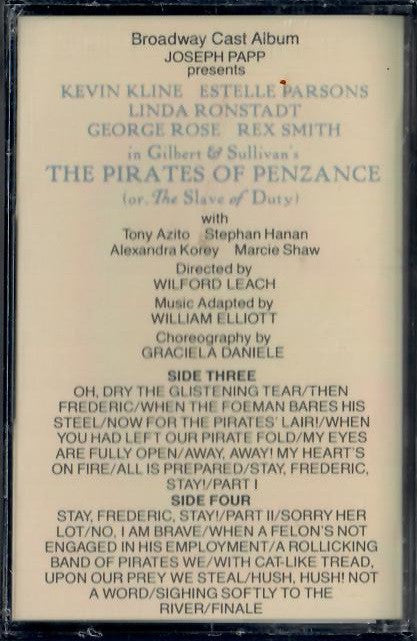 Broadway Cast Album
JOSEPH PAPP
presents
KEVIN KLINE ESTELLE PARSONS
LINDA RONSTADT
GEORGE ROSE REX SMITH
in Gilbert & Sullivan's
THE PIRATES OF PENZANCE
(or, The Slave of Duty)
with
Tony Azito Stephan Hanan
Alexandra Korey Marcie Shaw
Directed by
WILFORD LEACH
Music Adapted by
WILLIAM ELLIOTT
Choreography by
GRACIELA DANIELE
SIDE THREE
OH, DRY THE GLISTENING TEAR/THEN
FREDERIC/WHEN THE FOEMAN BARES HIS
STEEL/NOW FOR THE PIRATES' LAIR!/WHEN
YOU HAD LEFT OUR PIRATE FOLD/MY EYES
ARE FULLY OPEN/AWAY, AWAY! MY HEART'S
ON FIRE/ALL IS PREPARED/STAY, FREDERIC,
STAY!/PART I
SIDE FOUR
STAY, FREDERIC, STAY!/PART II/SORRY HER
LOT/NO, I AM BRAVE/WHEN A FELON'S NOT
ENGAGED IN HIS EMPLOYMENT/A ROLLICKING
BAND OF PIRATES WE/WITH CAT-LIKE TREAD,
UPON OUR PREY WE STEAL/HUSH, HUSH! NOT
A WORD/SIGHING SOFTLY TO THE
RIVER/FINALE